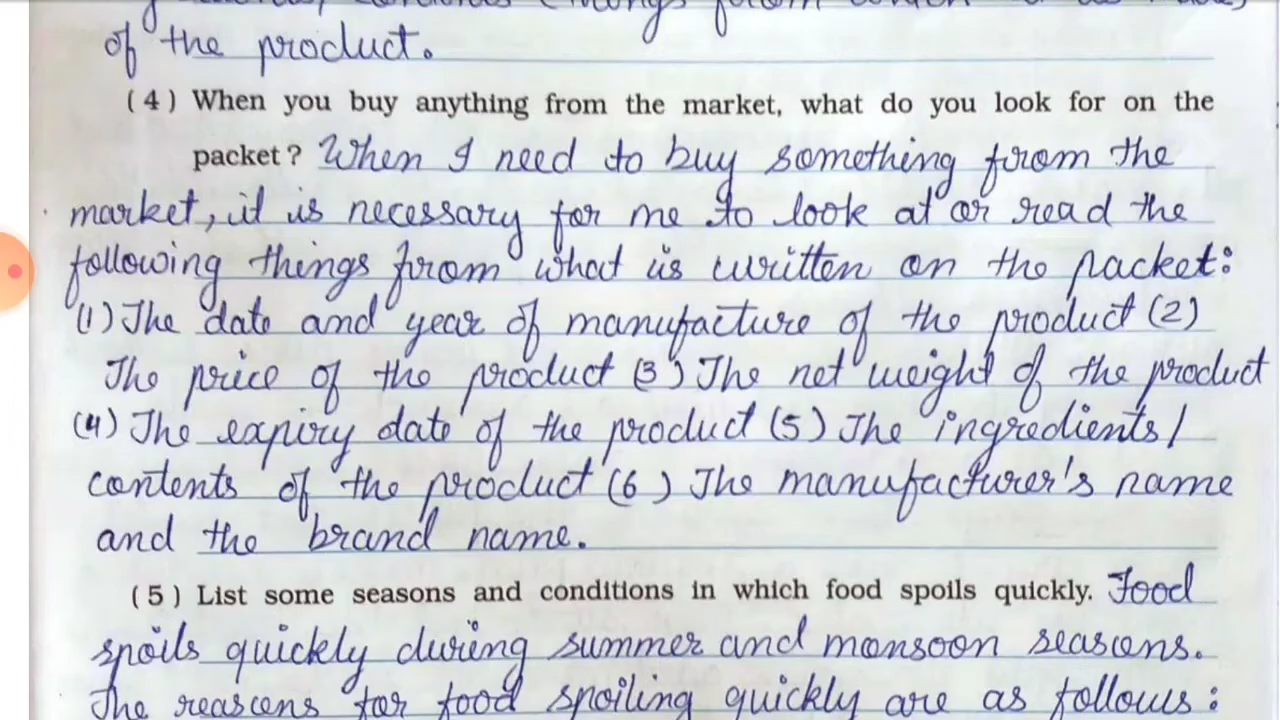 of the product.
(4) When you buy anything from the market, what do you look for on the
packet? When I need to buy something from the
market, it is necessary for me to look at or read the
following things from what is written on the packet:
(1) The date and year of manufacture of the product (2)
The price of the product (3) The net weight of the product
(4) The expiry date of the product (5) The ingredients/
contents of the product (6) The manufacturer's name
and the brand name.
(5) List some seasons and conditions in which food spoils quickly. Food
spoils quickly during summer and monsoon seasons.
The reasons for food spoiling quickly are as follows: